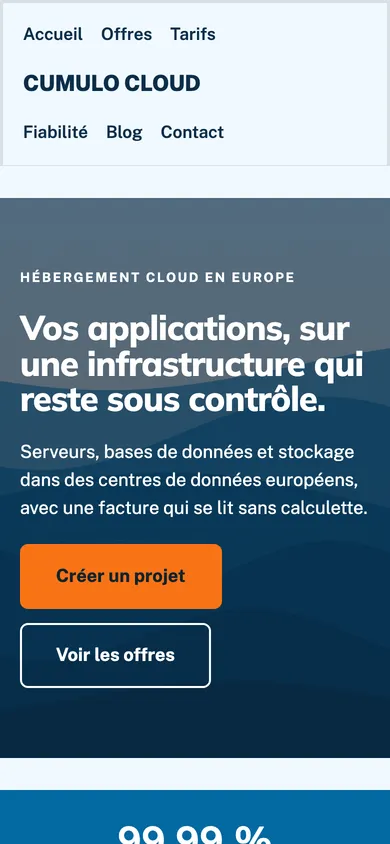 Accueil Offres Tarifs
CUMULO CLOUD
Fiabilité Blog Contact
HÉBERGEMENT CLOUD EN EUROPE
Vos applications, sur
une infrastructure qui
reste sous contrôle.
Serveurs, bases de données et stockage
dans des centres de données européens,
avec une facture qui se lit sans calculette.
Créer un projet
Voir les offres
99,99 %